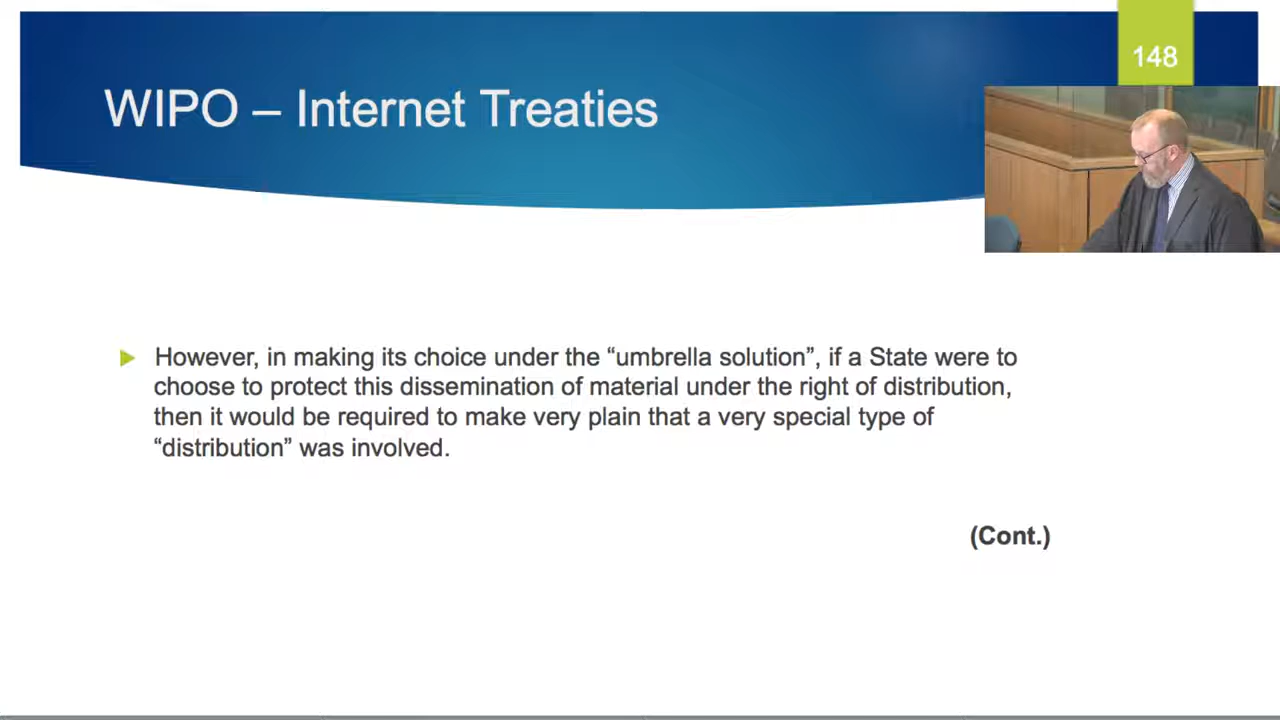 148
WIPO – Internet Treaties
However, in making its choice under the “umbrella solution”, if a State were to
choose to protect this dissemination of material under the right of distribution,
then it would be required to make very plain that a very special type of
“distribution” was involved.
(Cont.)